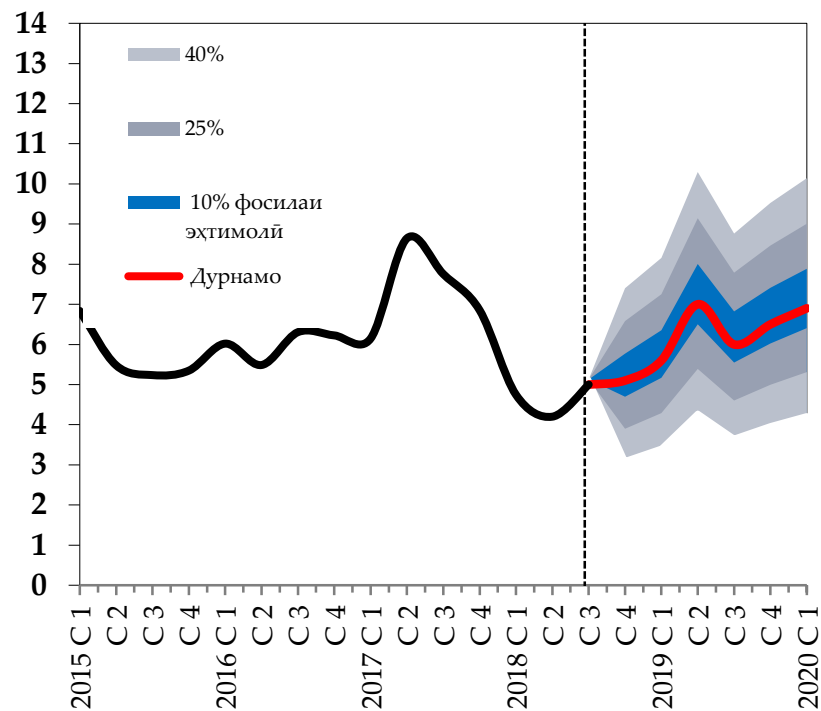 14
13
12
11
10
9
8
7
6
5
4
3
2
1
0
40%
25%
10% фосилаи
эҳтимолӣ
Дурнамо
2015 С 1
С 2
С 3
С 4
2016 С 1
С 2
С 3
С 4
2017 С 1
С 2
С 3
С 4
2018 С 1
С 2
С 3
С 4
2019 С 1
С 2
С 3
С 4
2020 С 1